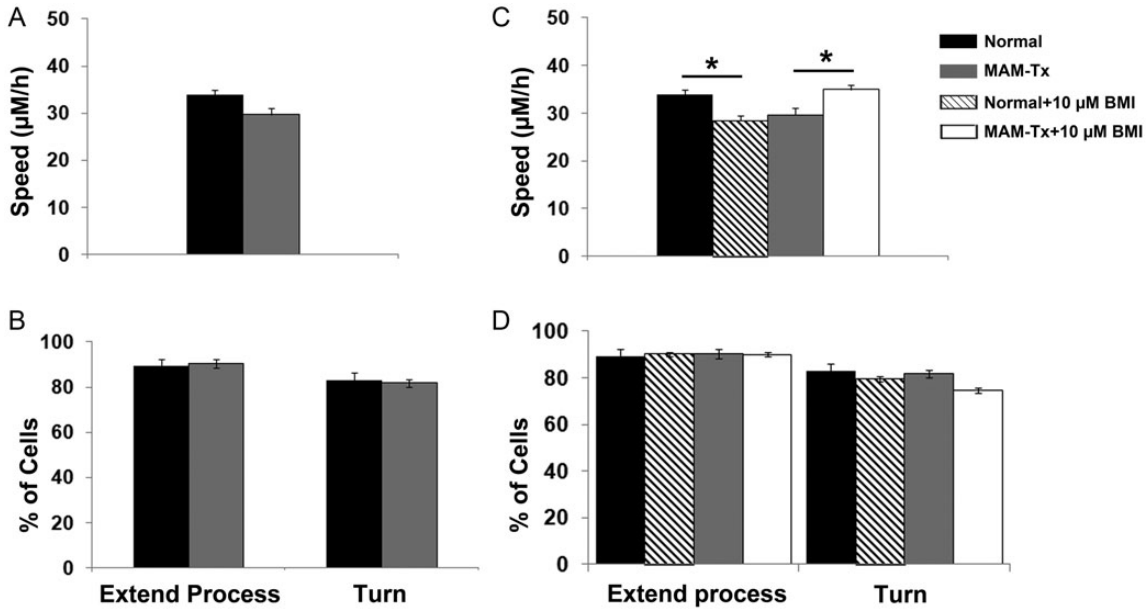 A
Speed (µM/h)
50
40
30
20
10
0
C
Speed (µM/h)
50
40
30
20
10
0
*
*
Normal
MAM-Tx
Normal+10 µM BMI
MAM-Tx+10 µM BMI
B
% of Cells
100
80
60
40
20
0
Extend Process
Turn
D
% of Cells
100
80
60
40
20
0
Extend process
Turn